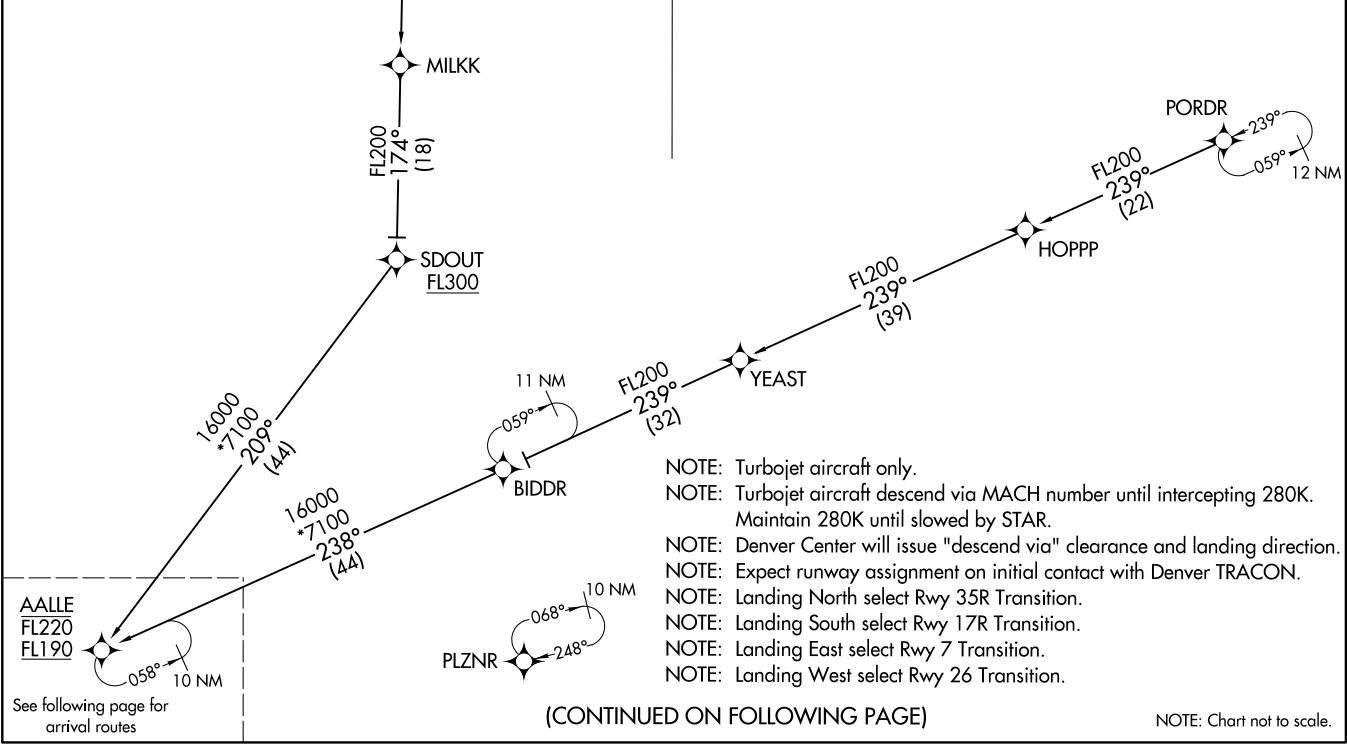 MILKK
FL200
174°
(18)
SDOUT
FL300
PORDR
239°
059°
12 NM
FL200
239°
(22)
HOPPP
FL200
239°
(39)
YEAST
FL200
239°
(32)
11 NM
059°
BIDDR
16000
*7100
209°
(44)
16000
*7100
238°
(44)
AALLE
FL220
FL190
058°
10 NM
See following page for
arrival routes
10 NM
068°
248°
PLZNR
NOTE: Turbojet aircraft only.
NOTE: Turbojet aircraft descend via MACH number until intercepting 280K.
Maintain 280K until slowed by STAR.
NOTE: Denver Center will issue "descend via" clearance and landing direction.
NOTE: Expect runway assignment on initial contact with Denver TRACON.
NOTE: Landing North select Rwy 35R Transition.
NOTE: Landing South select Rwy 17R Transition.
NOTE: Landing East select Rwy 7 Transition.
NOTE: Landing West select Rwy 26 Transition.
(CONTINUED ON FOLLOWING PAGE)
NOTE: Chart not to scale.